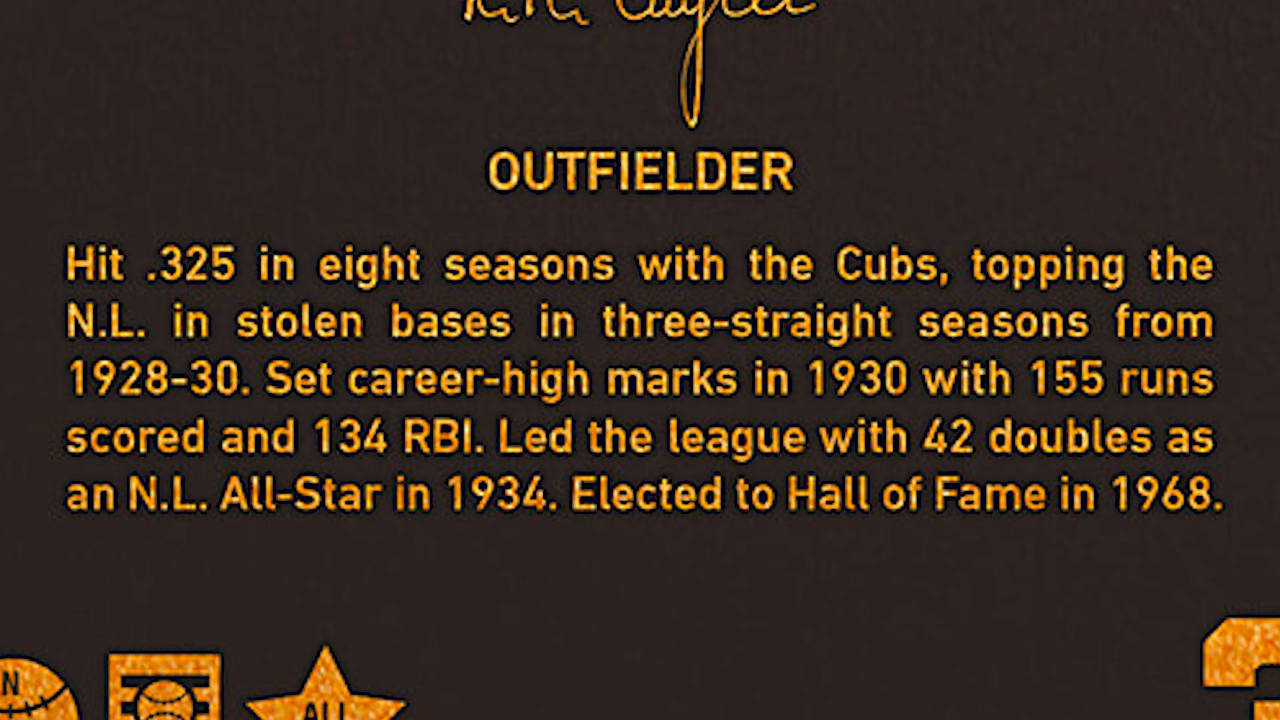 OUTFIELDER
Hit .325 in eight seasons with the Cubs, topping the
N.L. in stolen bases in three-straight seasons from
1928-30. Set career-high marks in 1930 with 155 runs
scored and 134 RBI. Led the league with 42 doubles as
an N.L. All-Star in 1934. Elected to Hall of Fame in 1968.
N
ALL